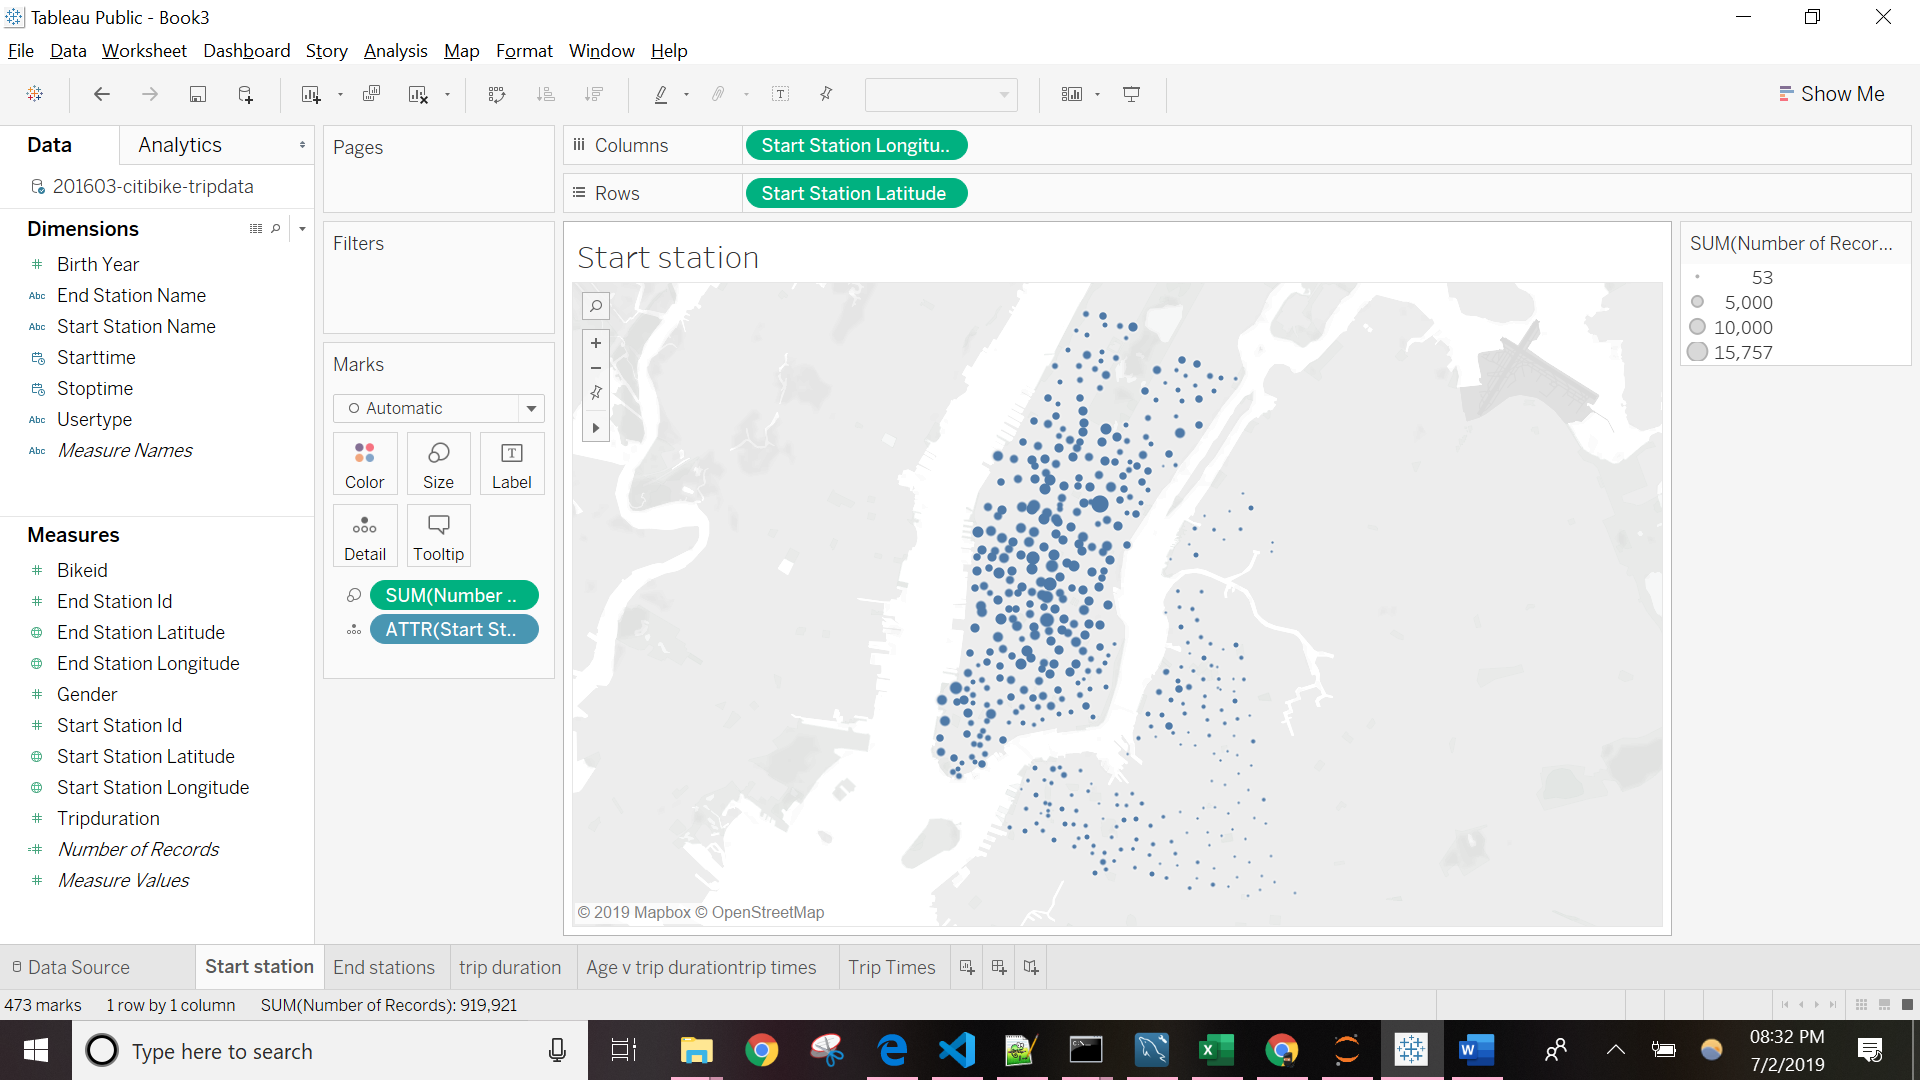 Tableau Public - Book3
File Data Worksheet Dashboard Story Analysis Map Format Window Help
Show Me
Data
Analytics
201603-citibike-tripdata
Dimensions
Birth Year
Abc End Station Name
Abc Start Station Name
Starttime
Stoptime
Abc Usertype
Abc Measure Names
Measures
Bikeid
End Station Id
End Station Latitude
End Station Longitude
Gender
Start Station Id
Start Station Latitude
Start Station Longitude
Tripduration
Number of Records
Measure Values
Pages
Filters
Marks
Automatic
Color
Size
Label
Detail
Tooltip
SUM(Number ..
ATTR(Start St..
Columns
Start Station Longitu..
Rows
Start Station Latitude
Start station
© 2019 Mapbox © OpenStreetMap
SUM(Number of Recor...
53
5,000
10,000
15,757
Data Source
Start station
End stations
trip duration
Age v trip durationtrip times
Trip Times
473 marks
1 row by 1 column
SUM(Number of Records): 919,921
Type here to search
08:32 PM
7/2/2019